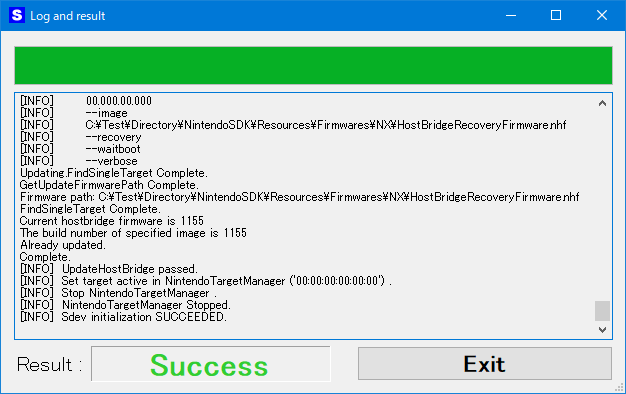 S Log and result
[INFO] 00.000.00.000
[INFO] --image
[INFO] C:¥Test¥Directory¥NintendoSDK¥Resources¥Firmwares¥NX¥HostBridgeRecoveryFirmware.nhf
[INFO] --recovery
[INFO] --waitboot
[INFO] --verbose
Updating.FindSingleTarget Complete.
GetUpdateFirmwarePath Complete.
Firmware path: C:¥Test¥Directory¥NintendoSDK¥Resources¥Firmwares¥NX¥HostBridgeRecoveryFirmware.nhf
FindSingleTarget Complete.
Current hostbridge firmware is 1155
The build number of specified image is 1155
Already updated.
Complete.
[INFO] UpdateHostBridge passed.
[INFO] Set target active in NintendoTargetManager ('00:00:00:00:00:00') .
[INFO] Stop NintendoTargetManager .
[INFO] NintendoTargetManager Stopped.
[INFO] Sdev initialization SUCCEEDED.
Result : Success Exit